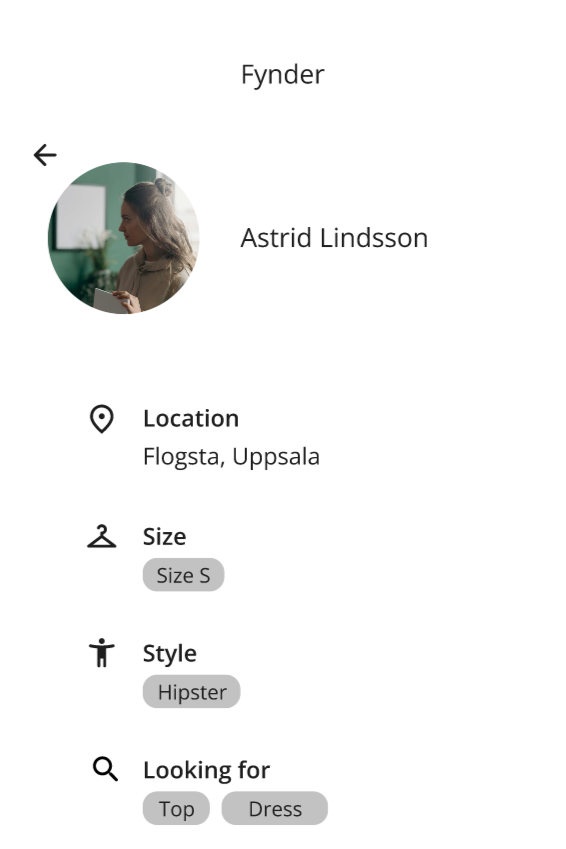 Fynder
Astrid Lindsson
Location
Flogsta, Uppsala
Size
Size S
Style
Hipster
Looking for
Top Dress